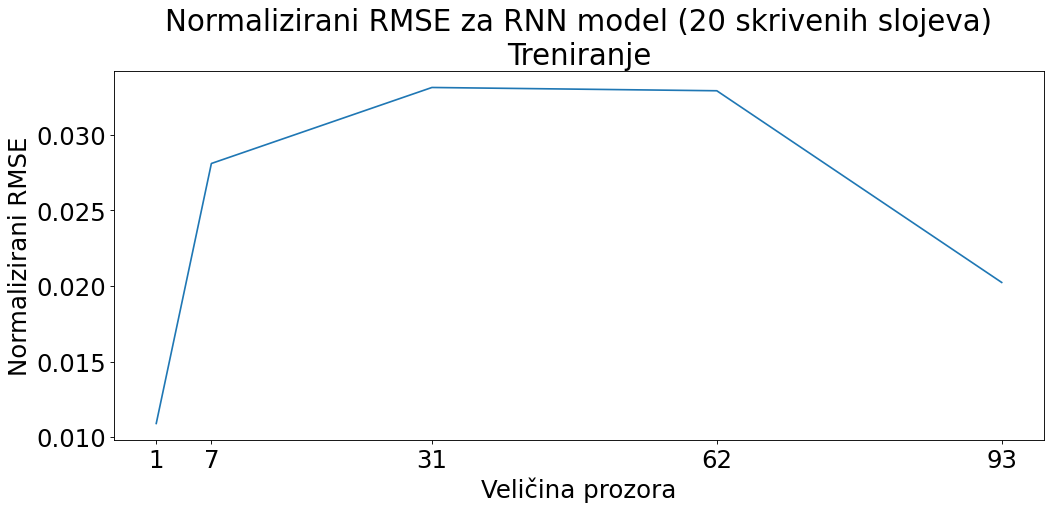 Normalizirani RMSE za RNN model (20 skrivenih slojeva)
Treniranje
Normalizirani RMSE
0.030
0.025
0.020
0.015
0.010
1 7 31 62 93
Veličina prozora